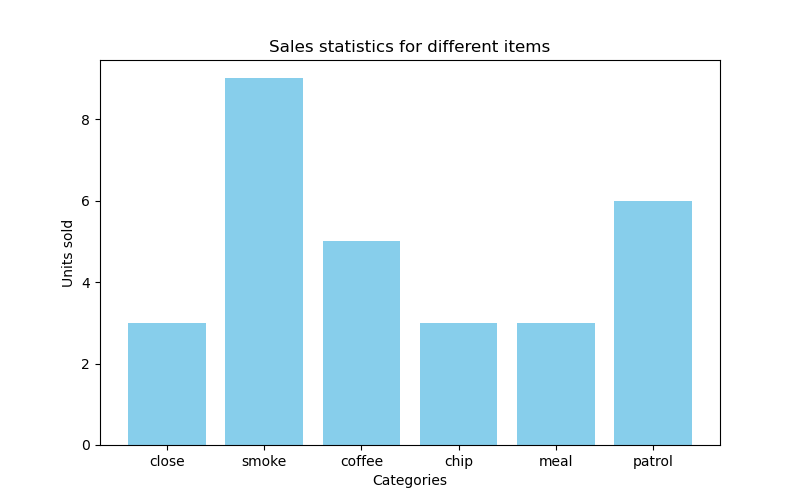 Sales statistics for different items
Units sold
8
6
4
2
0
close smoke coffee chip meal patrol
Categories